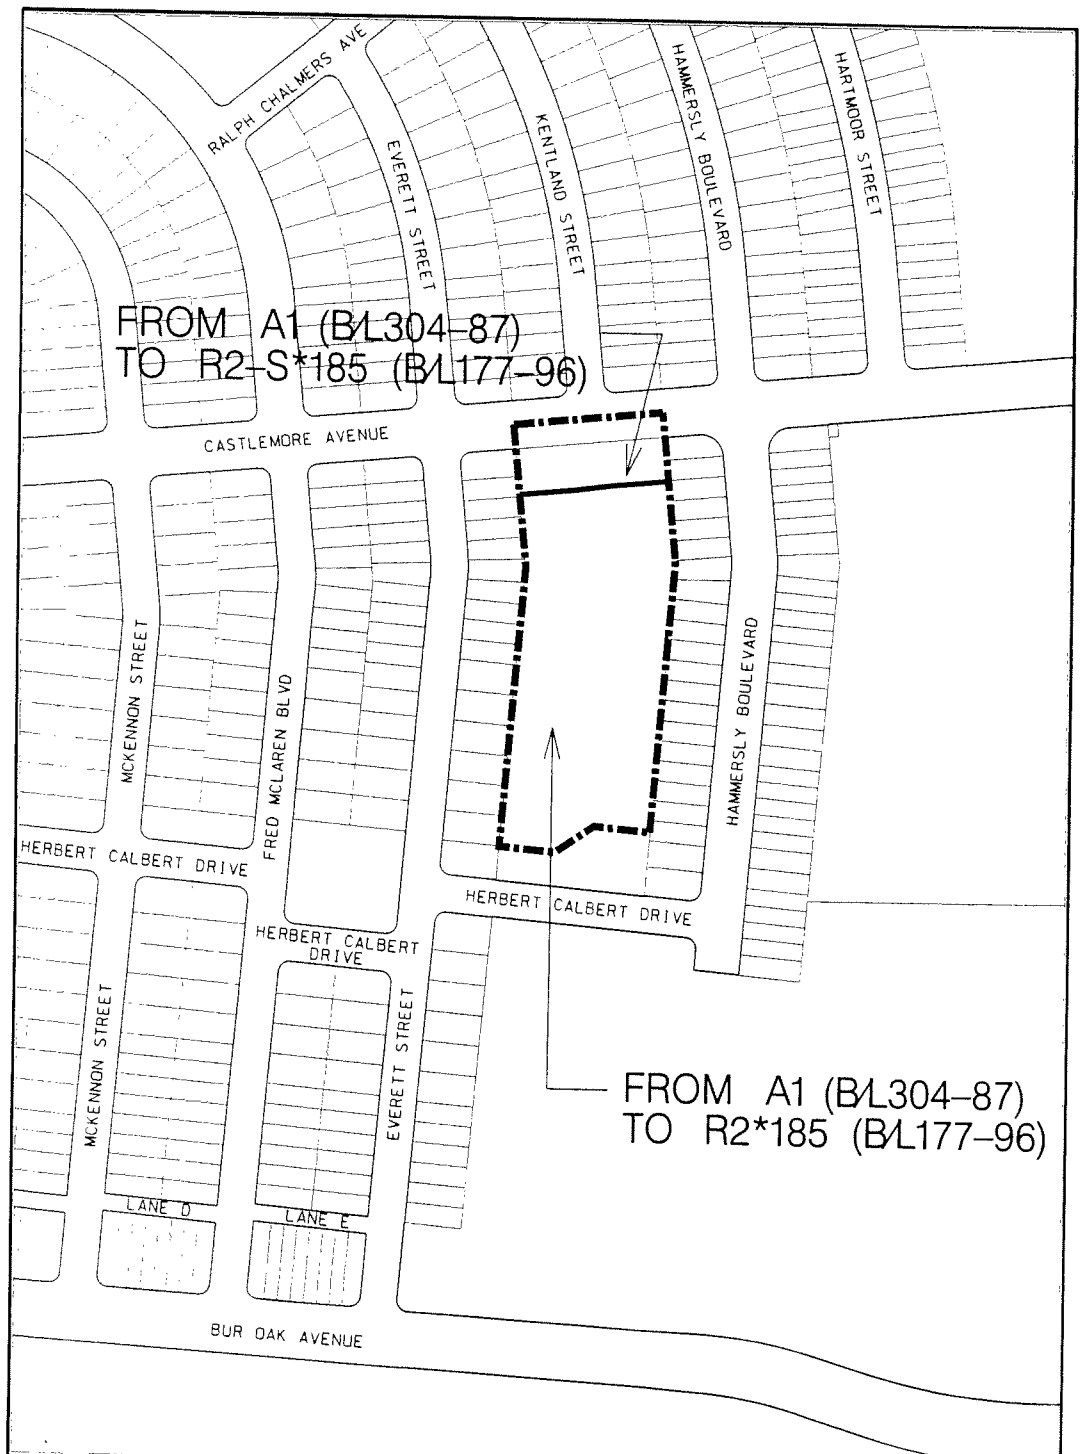 RALPH CHALMERS AVE
EVERETT STREET
KENTLAND STREET
HAMMERSLY BOULEVARD
HARTMOOR STREET
FROM A1 (B/L304-87)
TO R2-S*185 (B/L177-96)
CASTLEMORE AVENUE
MCKENNON STREET
FRED MCLAREN BLVD
HAMMERSLY BOULEVARD
HERBERT CALBERT DRIVE
HERBERT CALBERT DRIVE
HERBERT CALBERT
DRIVE
MCKENNON STREET
EVERETT STREET
FROM A1 (B/L304-87)
TO R2*185 (B/L177-96)
LANE D
LANE E
BUR OAK AVENUE